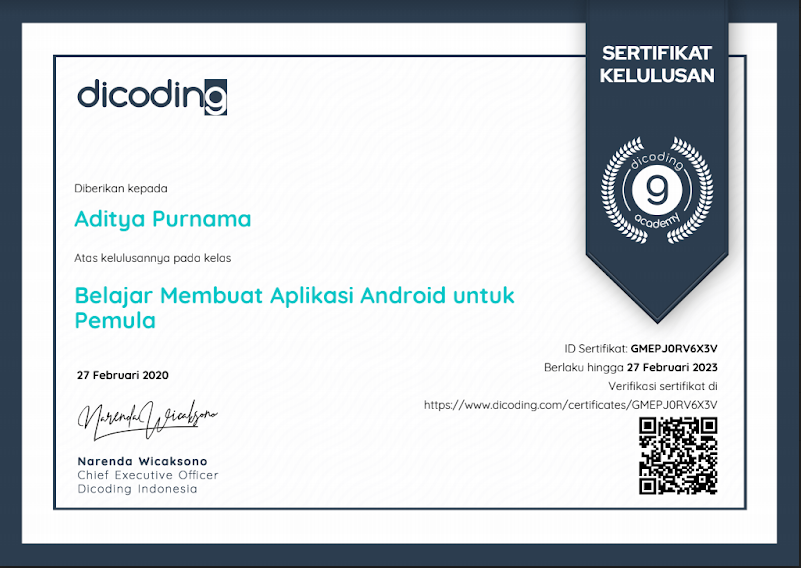 SERTIFIKAT
KELULUSAN
dicoding
dicoding
9
academy
Diberikan kepada
Aditya Purnama
Atas kelulusannya pada kelas
Belajar Membuat Aplikasi Android untuk
Pemula
ID Sertifikat: GMEPJ0RV6X3V
Berlaku hingga 27 Februari 2023
Verifikasi sertifikat di
https://www.dicoding.com/certificates/GMEPJ0RV6X3V
27 Februari 2020
Narenda Wicaksono
Narenda Wicaksono
Chief Executive Officer
Dicoding Indonesia